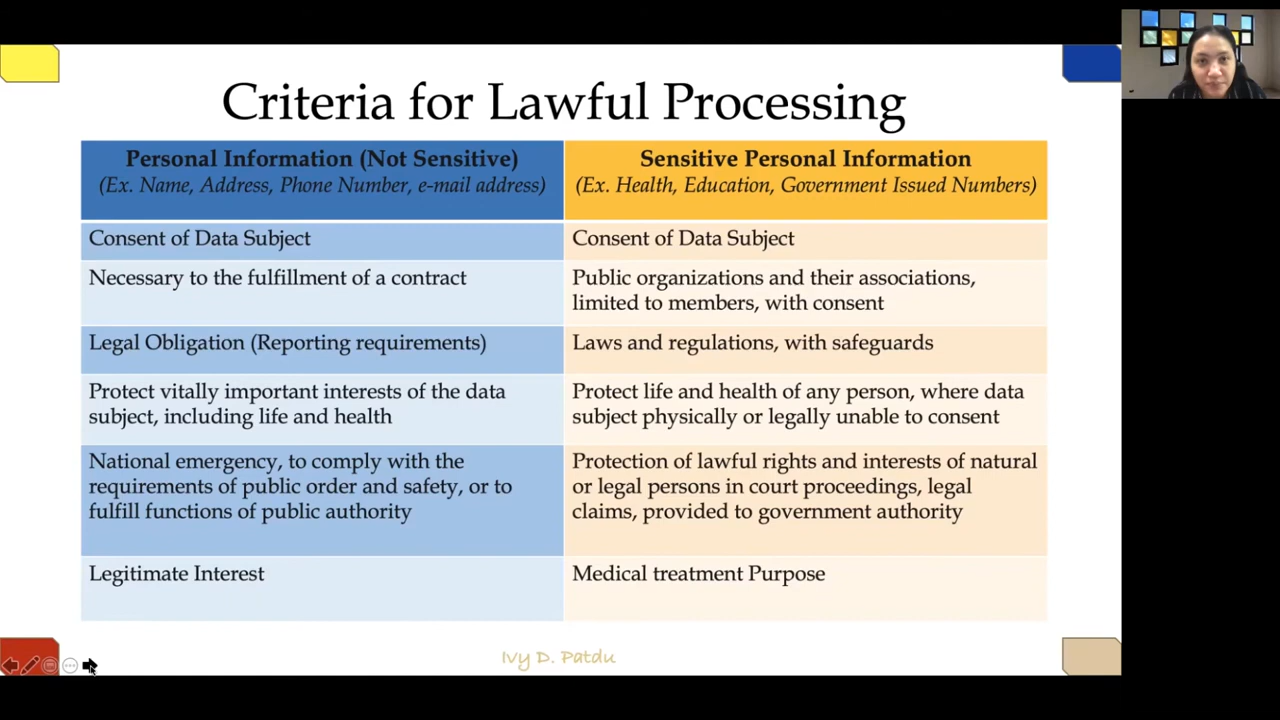 Criteria for Lawful Processing
Personal Information (Not Sensitive)
(Ex. Name, Address, Phone Number, e-mail address)
Sensitive Personal Information
(Ex. Health, Education, Government Issued Numbers)
Consent of Data Subject
Consent of Data Subject
Necessary to the fulfillment of a contract
Public organizations and their associations,
limited to members, with consent
Legal Obligation (Reporting requirements)
Laws and regulations, with safeguards
Protect vitally important interests of the data
subject, including life and health
Protect life and health of any person, where data
subject physically or legally unable to consent
National emergency, to comply with the
requirements of public order and safety, or to
fulfill functions of public authority
Protection of lawful rights and interests of natural
or legal persons in court proceedings, legal
claims, provided to government authority
Legitimate Interest
Medical treatment Purpose
Ivy D. Patdu